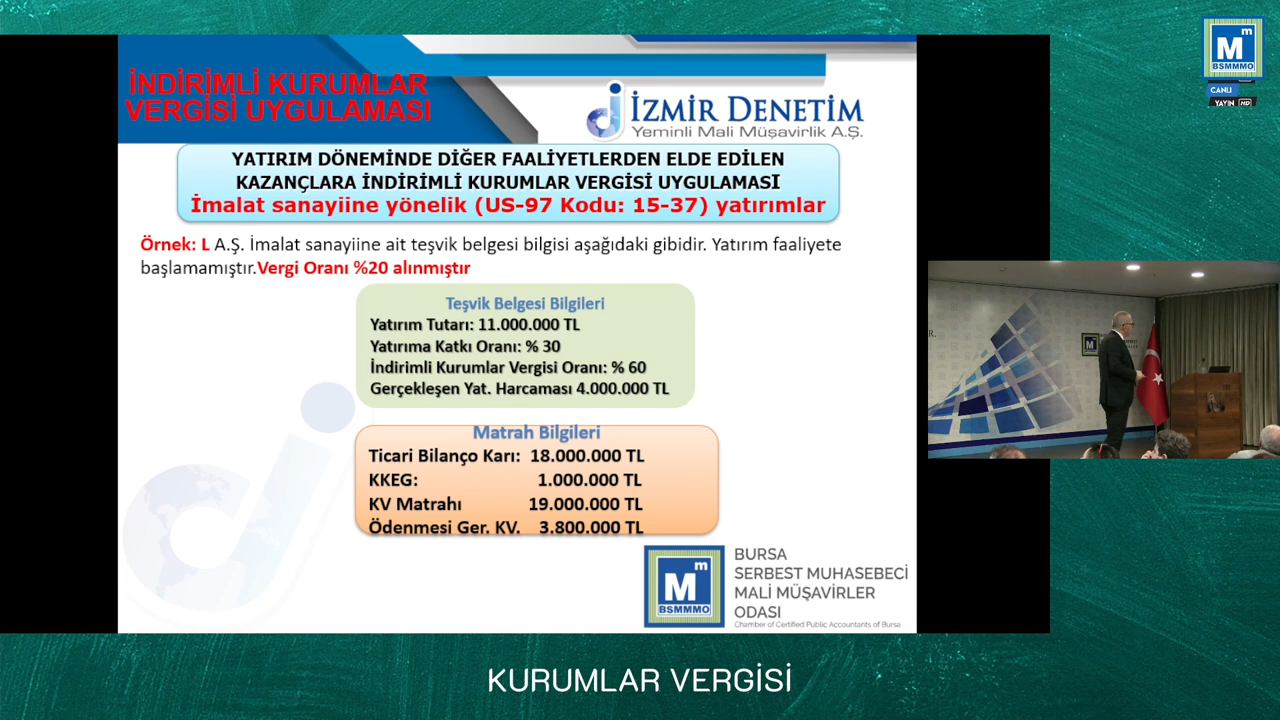 İNDİRİMLİ KURUMLAR
VERGİSİ UYGULAMASI
İZMİR DENETİM
Yeminli Mali Müşavirlik A.Ş.
YATIRIM DÖNEMİNDE DİĞER FAALİYETLERDEN ELDE EDİLEN
KAZANÇLARA İNDİRİMLİ KURUMLAR VERGİSİ UYGULAMASI
İmalat sanayiine yönelik (US-97 Kodu: 15-37) yatırımlar
Örnek: L A.Ş. İmalat sanayiine ait teşvik belgesi bilgisi aşağıdaki gibidir. Yatırım faaliyete
başlamamıştır.Vergi Oranı %20 alınmıştır
Teşvik Belgesi Bilgileri
Yatırım Tutarı: 11.000.000 TL
Yatırıma Katkı Oranı: % 30
İndirimli Kurumlar Vergisi Oranı: % 60
Gerçekleşen Yat. Harcaması 4.000.000 TL
Matrah Bilgileri
Ticari Bilanço Karı: 18.000.000 TL
KKEG: 1.000.000 TL
KV Matrahı 19.000.000 TL
Ödenmesi Ger. KV. 3.800.000 TL
M m
BSMMMO
BURSA
SERBEST MUHASEBECİ
MALİ MÜŞAVİRLER
ODASI
Chamber of Certified Public Accountants of Bursa
M m
BSMMMO
CANLI
YAYIN HD
KURUMLAR VERGİSİ